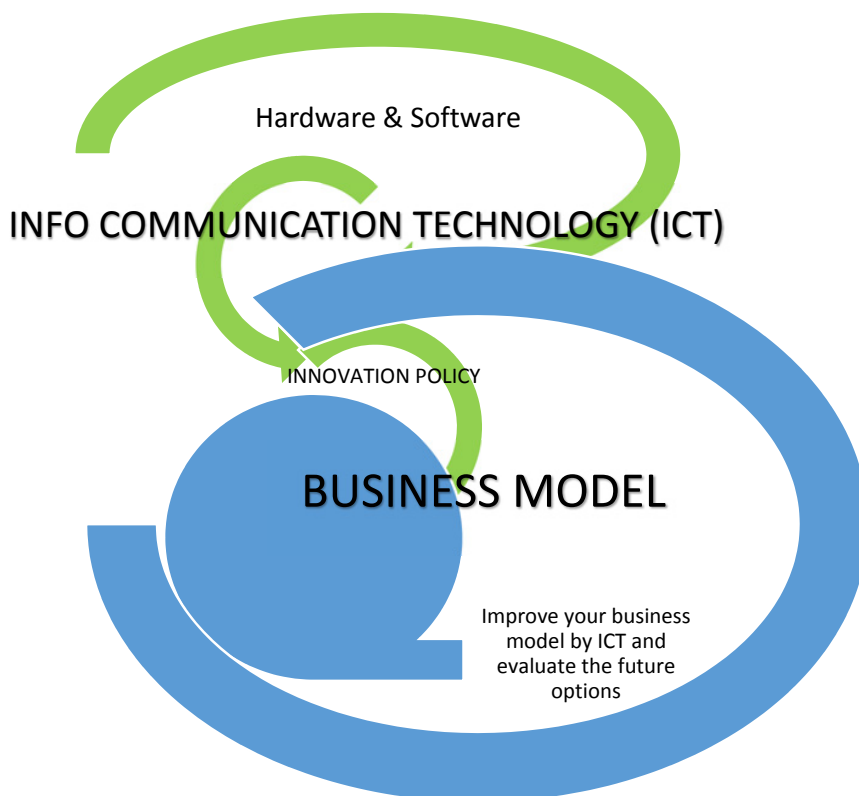 Hardware & Software
INFO COMMUNICATION TECHNOLOGY (ICT)
INNOVATION POLICY
BUSINESS MODEL
Improve your business
model by ICT and
evaluate the future
options